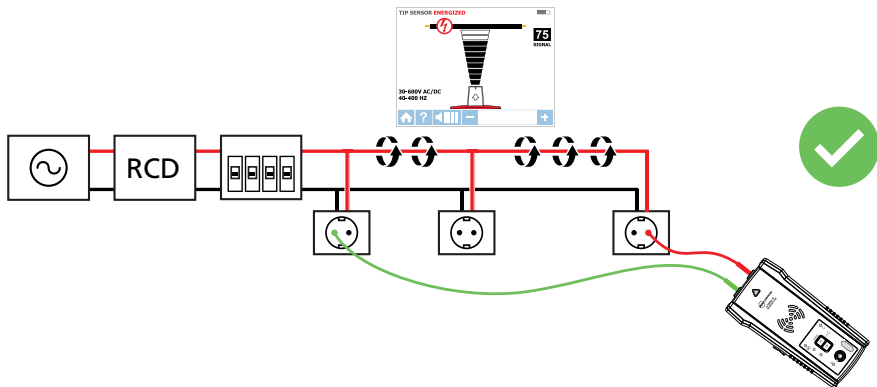 TIP SENSOR ENERGIZED
75
SIGNAL
30-600V AC/DC
40-400 HZ
?
RCD